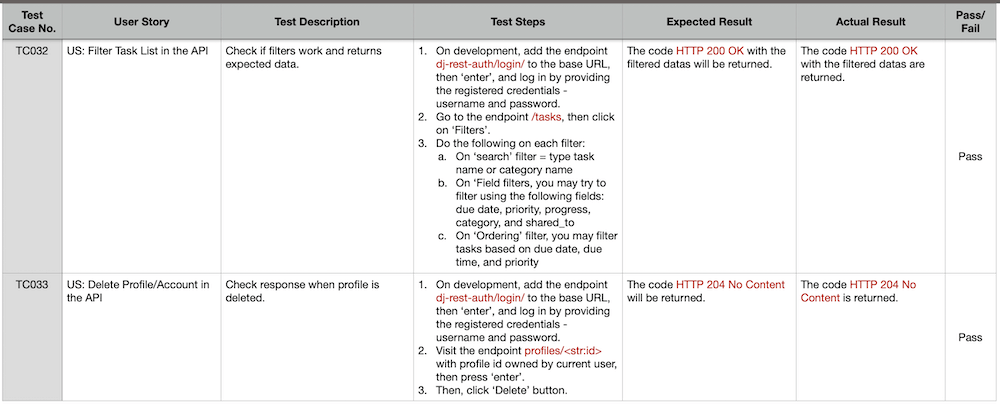 Test Case No.
User Story
Test Description
Test Steps
Expected Result
Actual Result
Pass/ Fail
TC032
US: Filter Task List in the API
Check if filters work and returns
expected data.
1. On development, add the endpoint
dj-rest-auth/login/ to the base URL,
then ‘enter’, and log in by providing
the registered credentials -
username and password.
2. Go to the endpoint /tasks, then click
on ‘Filters’.
3. Do the following on each filter:
a. On ‘search’ filter = type task
name or category name
b. On ‘Field filters, you may try to
filter using the following fields:
due date, priority, progress,
category, and shared_to
c. On ‘Ordering’ filter, you may filter
tasks based on due date, due
time, and priority
The code HTTP 200 OK with the
filtered datas will be returned.
The code HTTP 200 OK
with the filtered datas are
returned.
Pass
TC033
US: Delete Profile/Account in
the API
Check response when profile is
deleted.
1. On development, add the endpoint
dj-rest-auth/login/ to the base URL,
then ‘enter’, and log in by providing
the registered credentials -
username and password.
2. Visit the endpoint profiles/<str:id>
with profile id owned by current user,
then press ‘enter’.
3. Then, click ‘Delete’ button.
The code HTTP 204 No Content
will be returned.
The code HTTP 204 No
Content is returned.
Pass